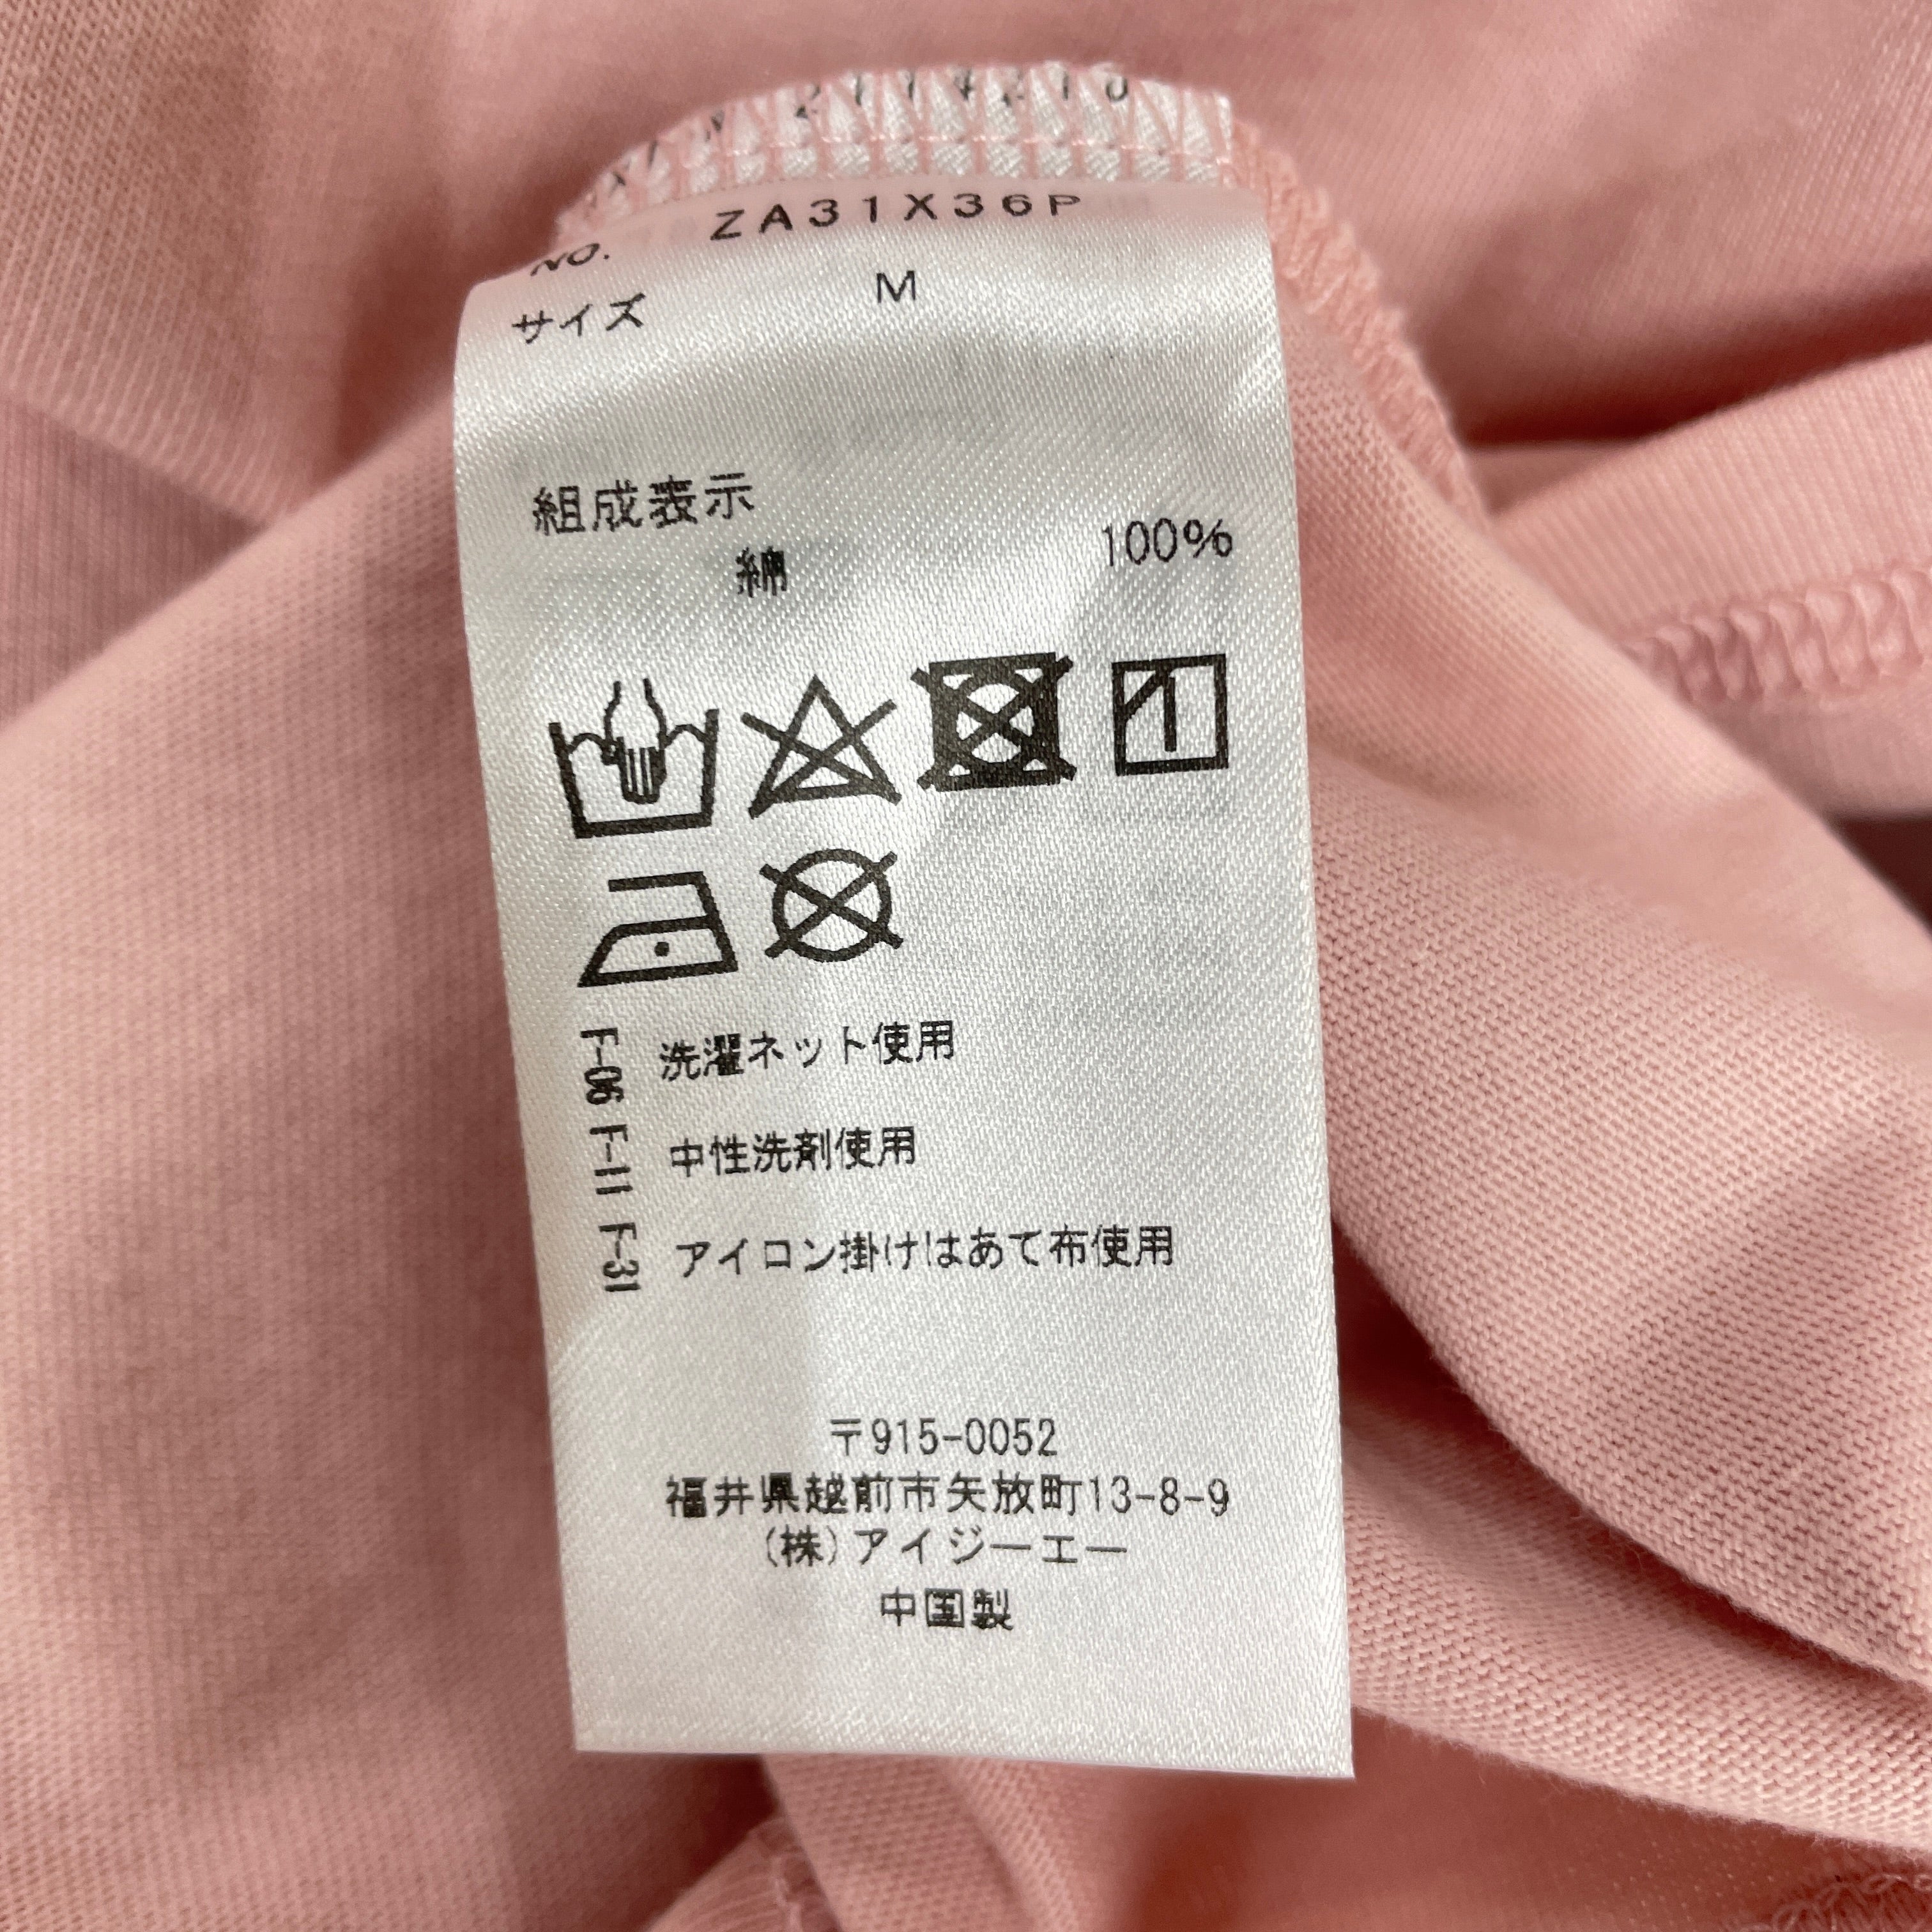 NO. ZA31X36P
サイズ M
組成表示
綿 100%
F-06 洗濯ネット使用
F-11 中性洗剤使用
F-31 アイロン掛けはあて布使用
〒915-0052
福井県越前市矢放町13-8-9
(株)アイジーエー
中国製